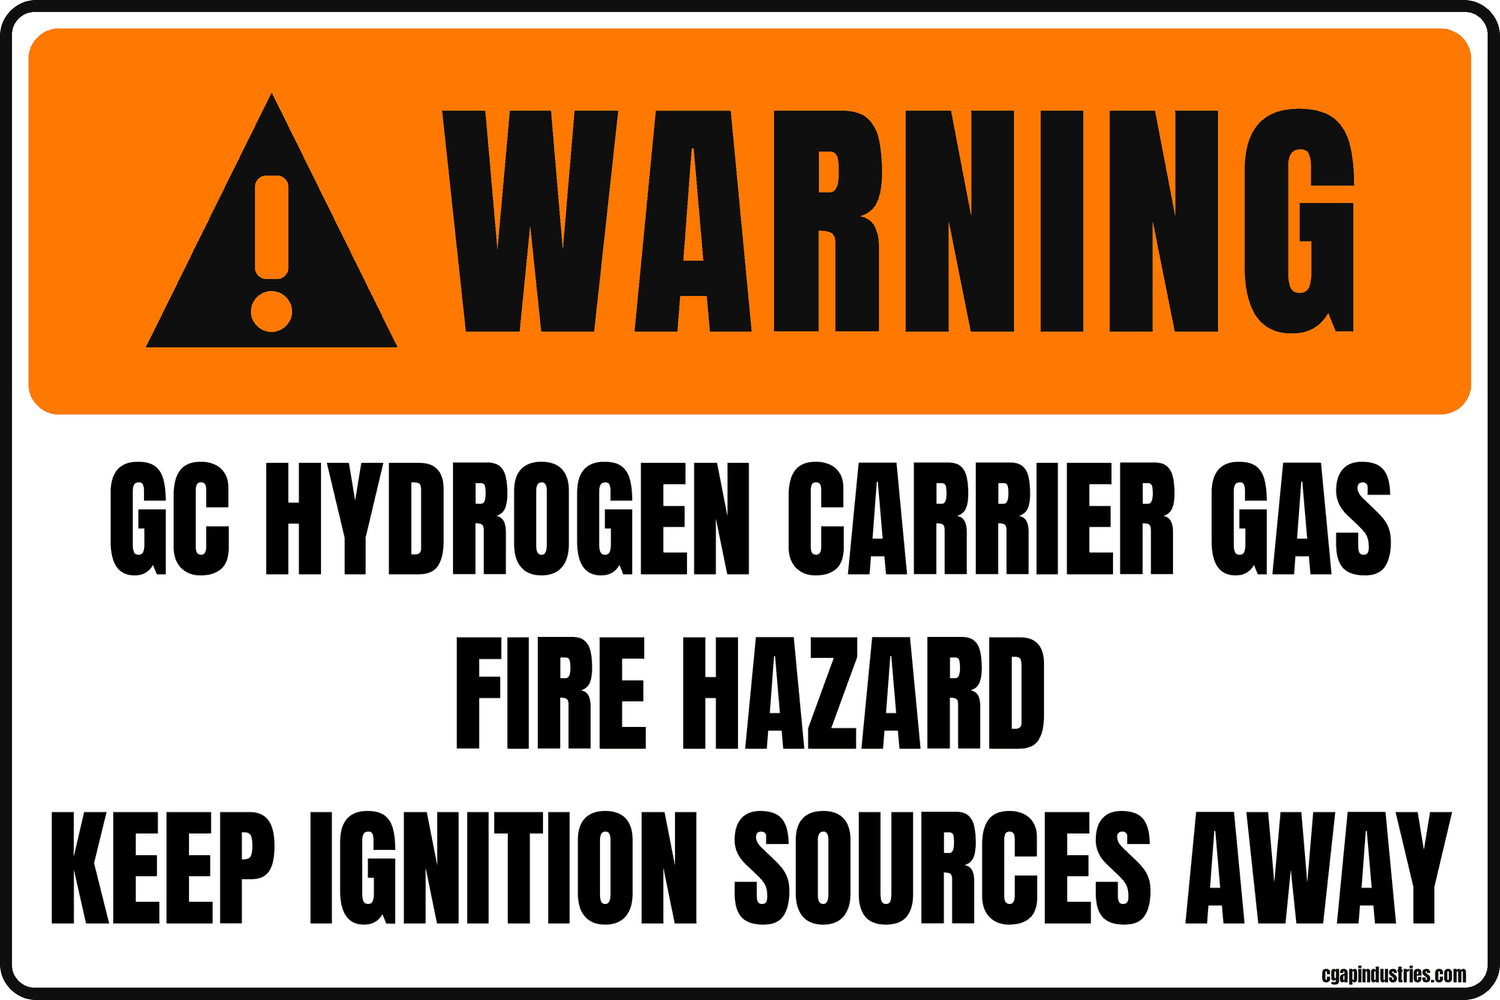 WARNING
GC HYDROGEN CARRIER GAS
FIRE HAZARD
KEEP IGNITION SOURCES AWAY
cgapindustries.com